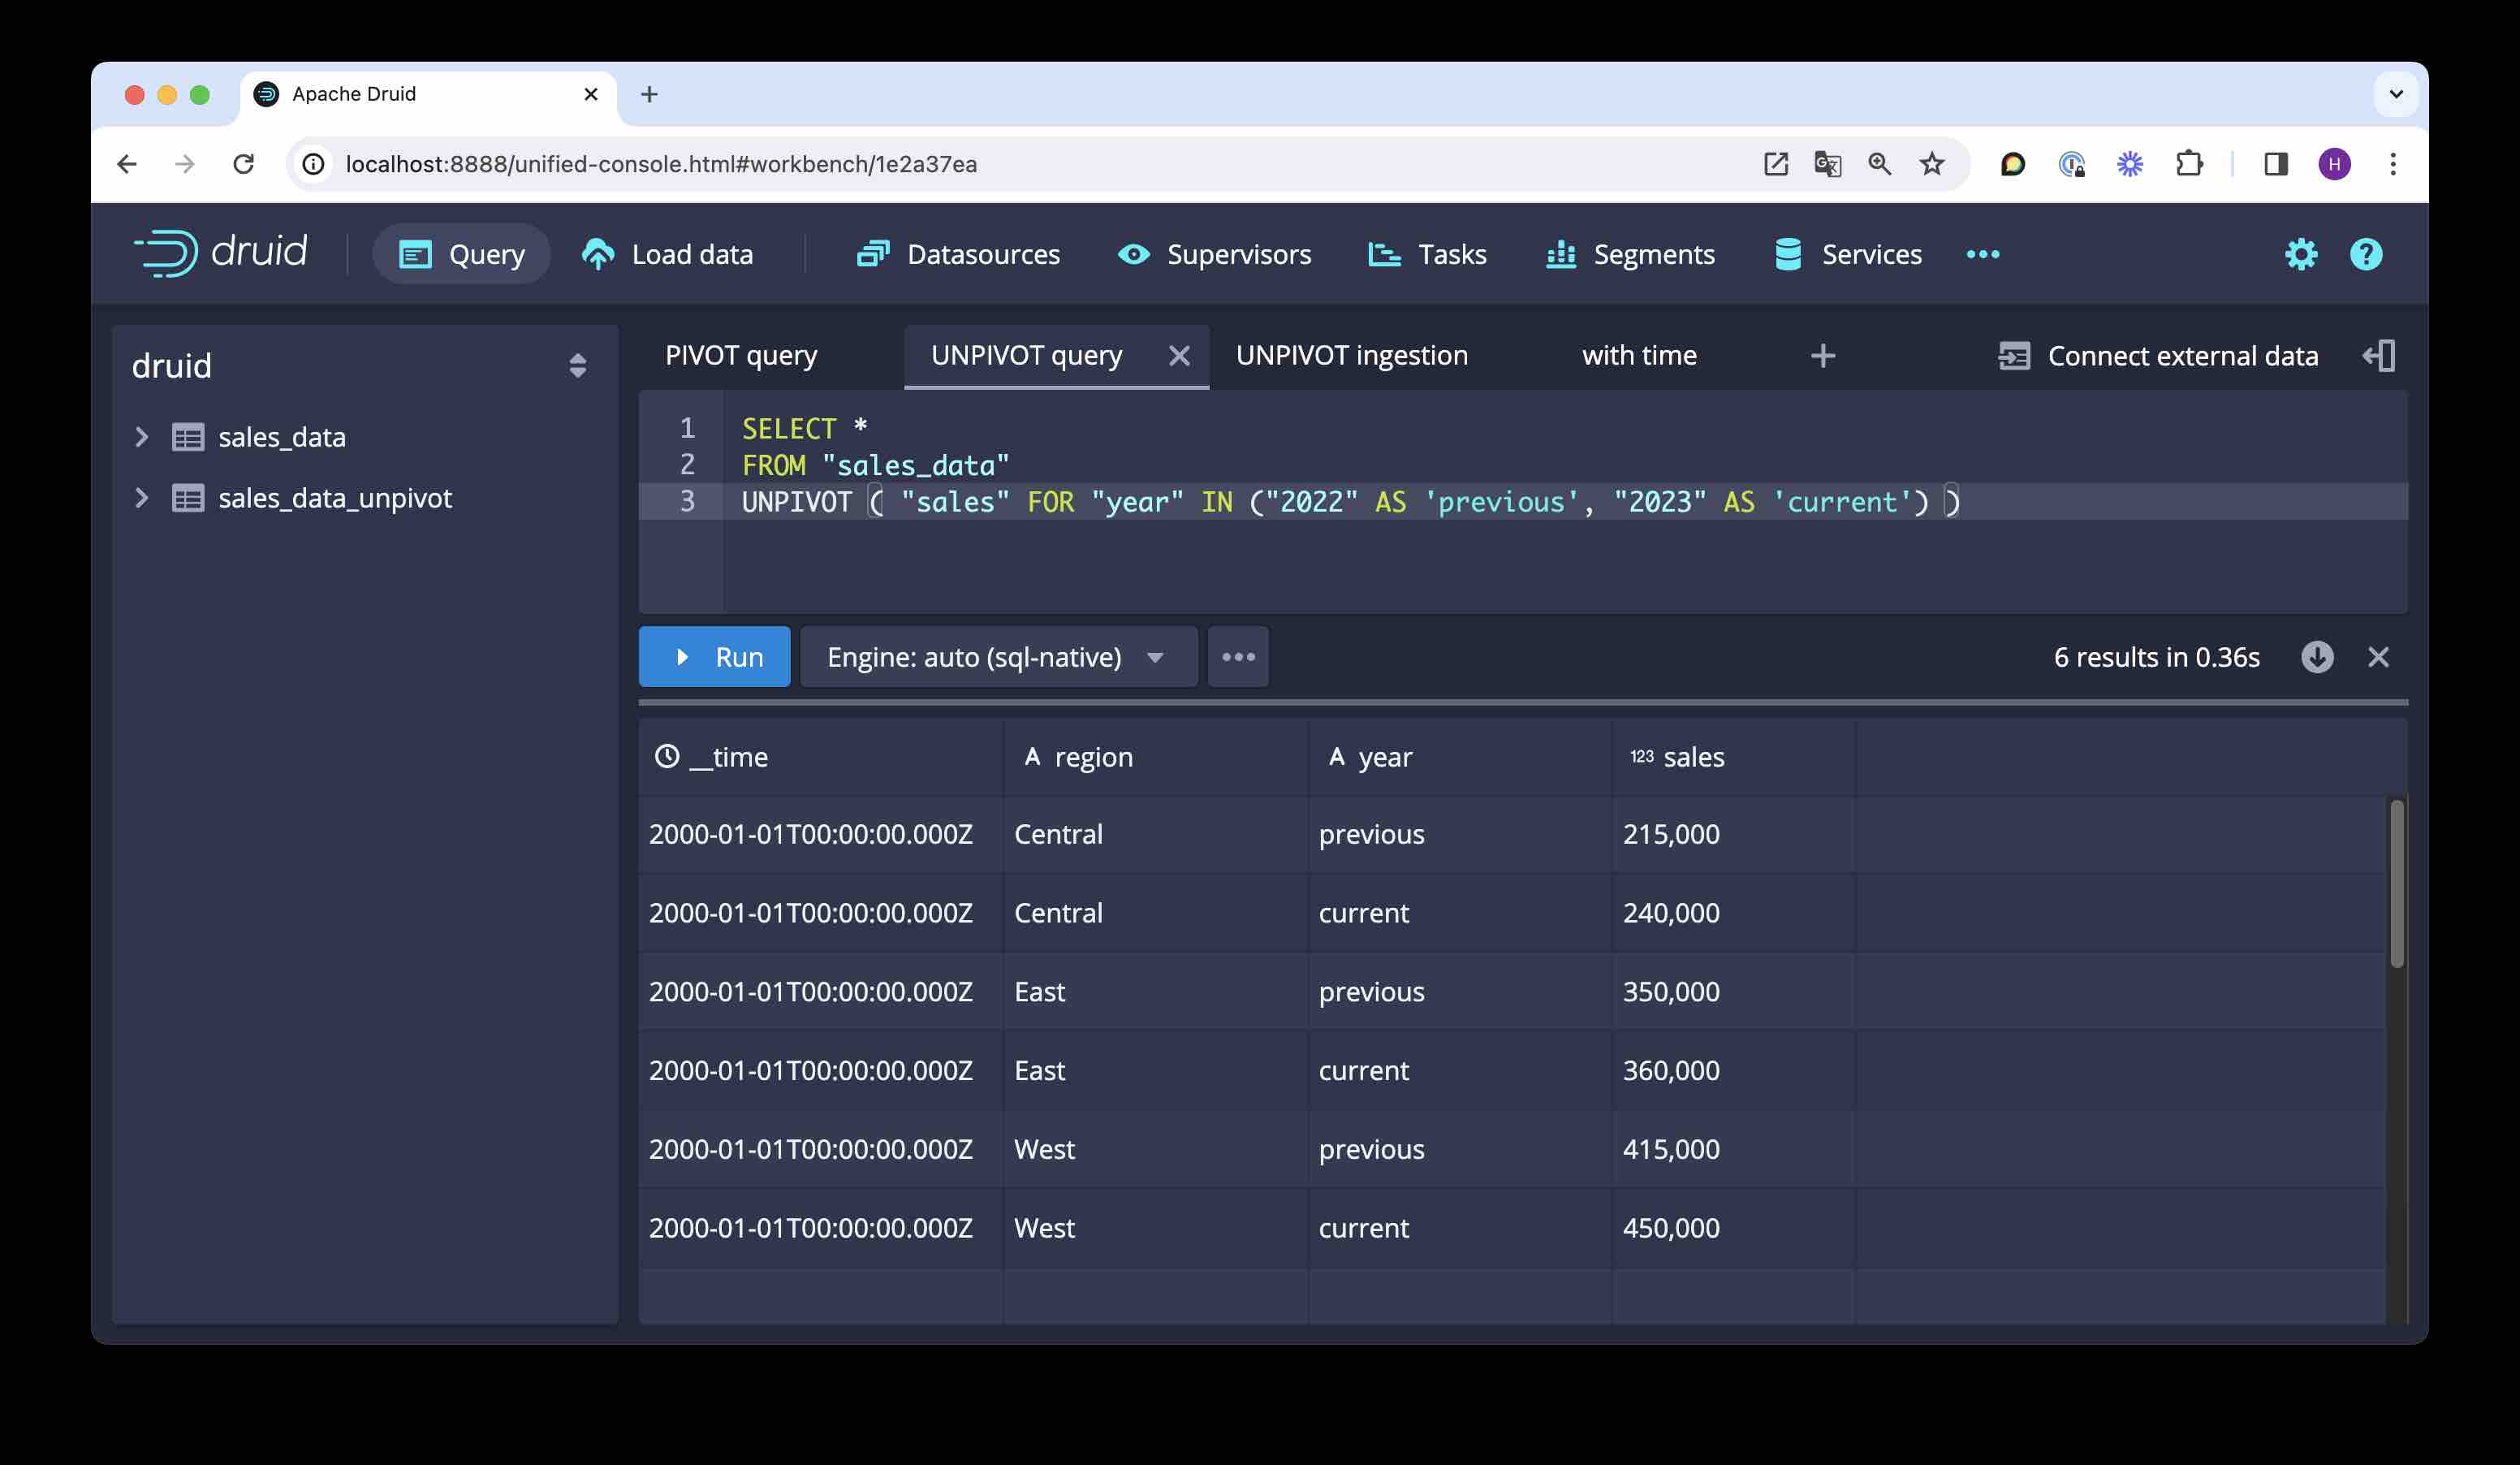 Apache Druid
localhost:8888/unified-console.html#workbench/1e2a37ea
H
druid
Query
Load data
Datasources
Supervisors
Tasks
Segments
Services
druid
sales_data
sales_data_unpivot
PIVOT query
UNPIVOT query
UNPIVOT ingestion
with time
Connect external data
1 SELECT *
2 FROM "sales_data"
3 UNPIVOT ( "sales" FOR "year" IN ("2022" AS 'previous', "2023" AS 'current') )
Run
Engine: auto (sql-native)
6 results in 0.36s
__time A region A year 123 sales
2000-01-01T00:00:00.000Z Central previous 215,000
2000-01-01T00:00:00.000Z Central current 240,000
2000-01-01T00:00:00.000Z East previous 350,000
2000-01-01T00:00:00.000Z East current 360,000
2000-01-01T00:00:00.000Z West previous 415,000
2000-01-01T00:00:00.000Z West current 450,000